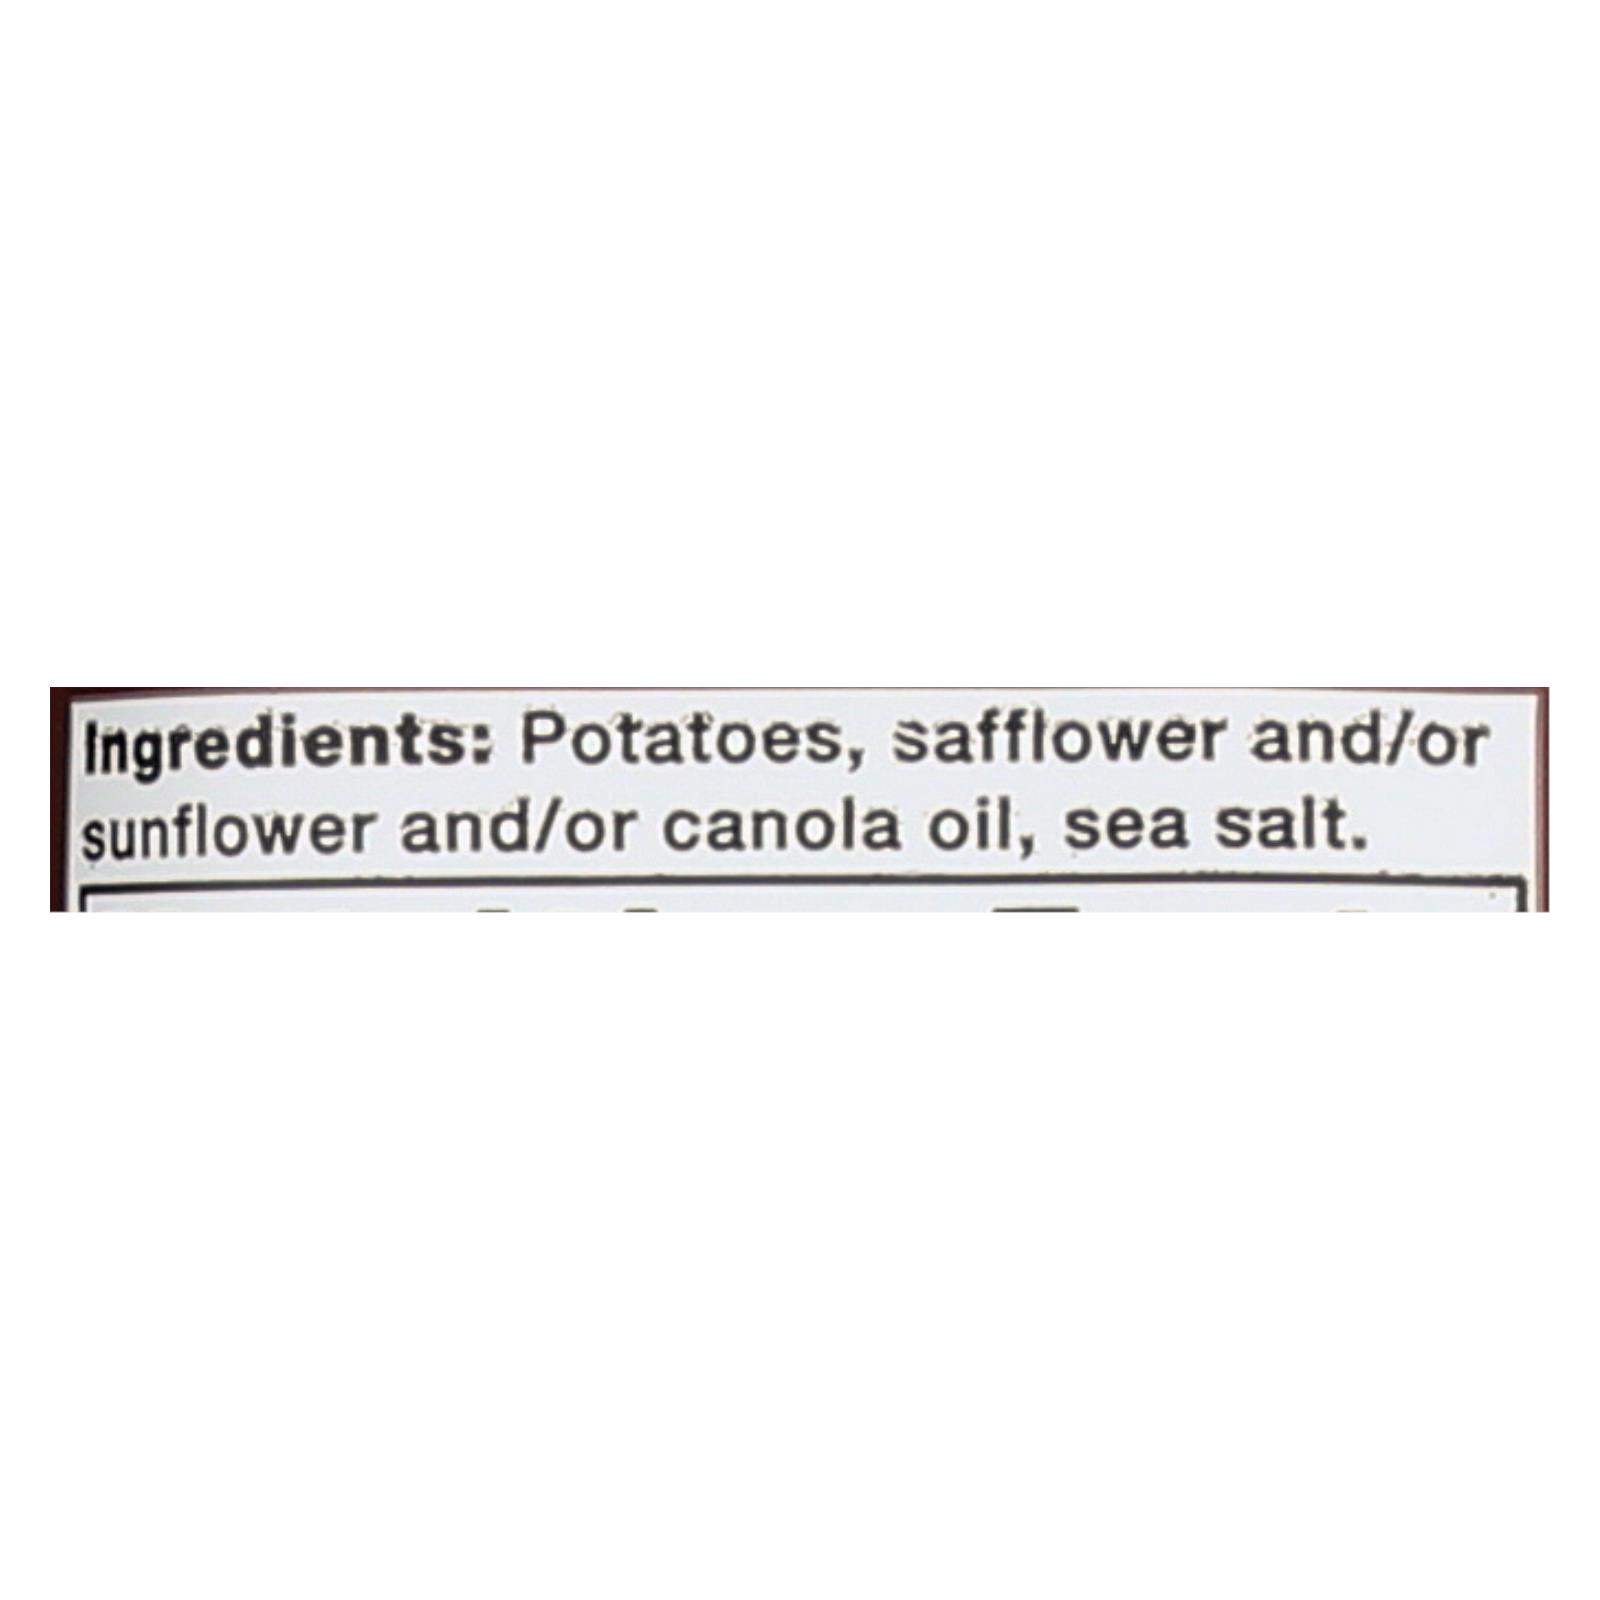 Ingredients: Potatoes, safflower and/or
sunflower and/or canola oil, sea salt.